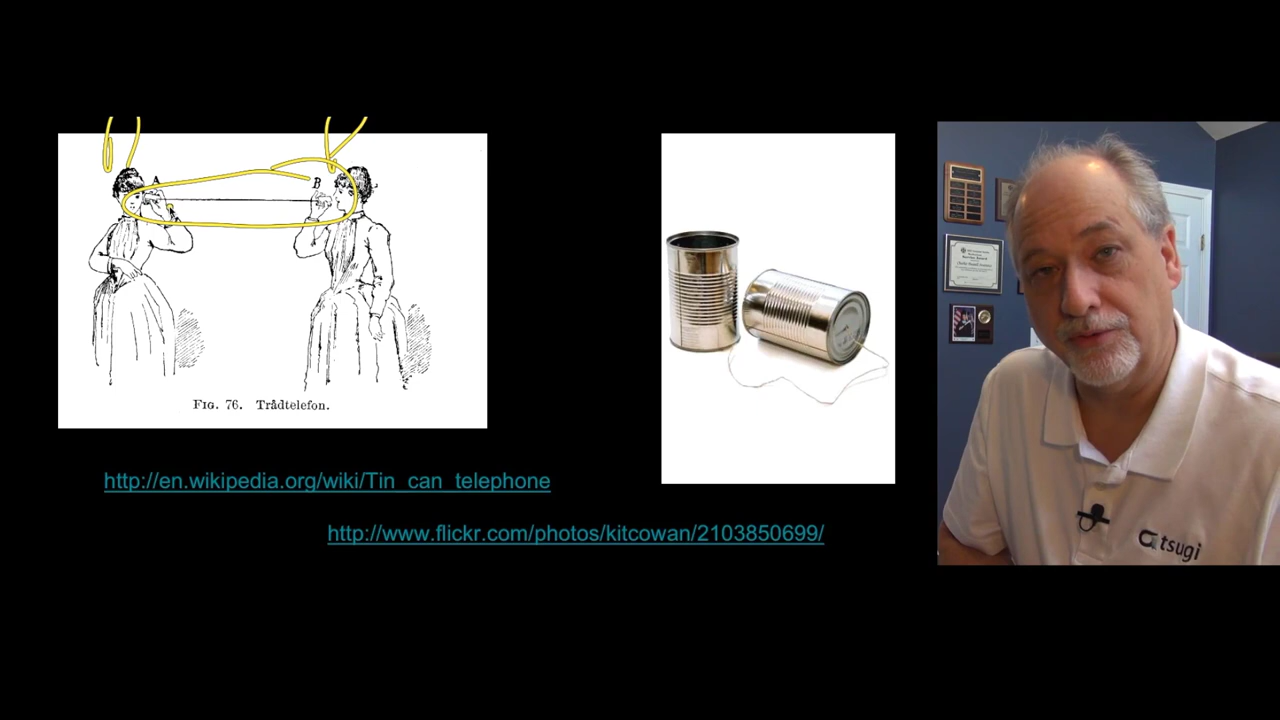 A
B
FIG. 76. Trådtelefon.
http://en.wikipedia.org/wiki/Tin_can_telephone
http://www.flickr.com/photos/kitcowan/2103850699/
tsugi